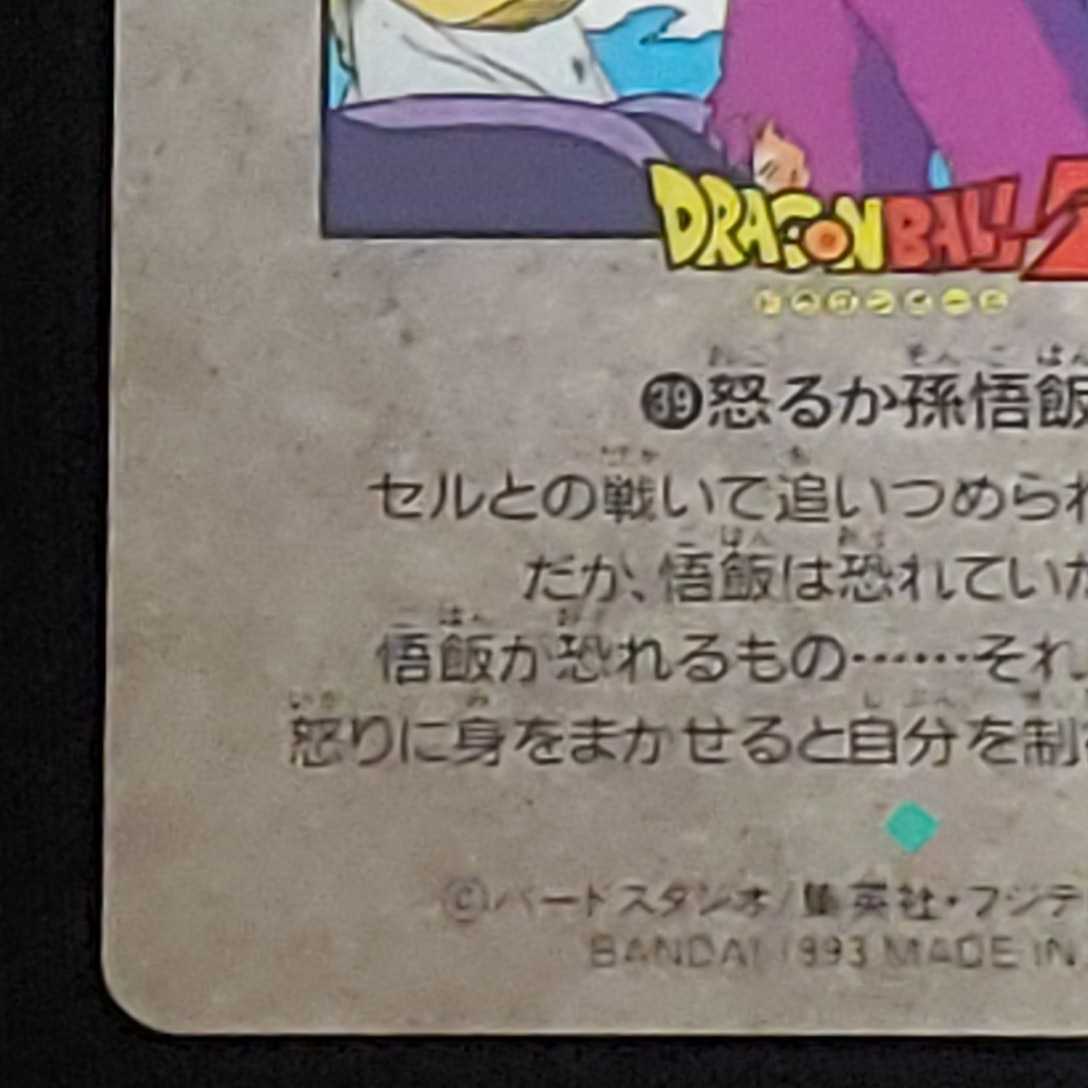 DRAGON BALL Z
㊴怒るか孫悟飯
セルとの戦いで追いつめられ
だが、悟飯は恐れていた
悟飯が恐れるもの……それ
怒りに身をまかせると自分を制
©バードスタジオ/集英社・フジテ
BANDAI 1993 MADE IN